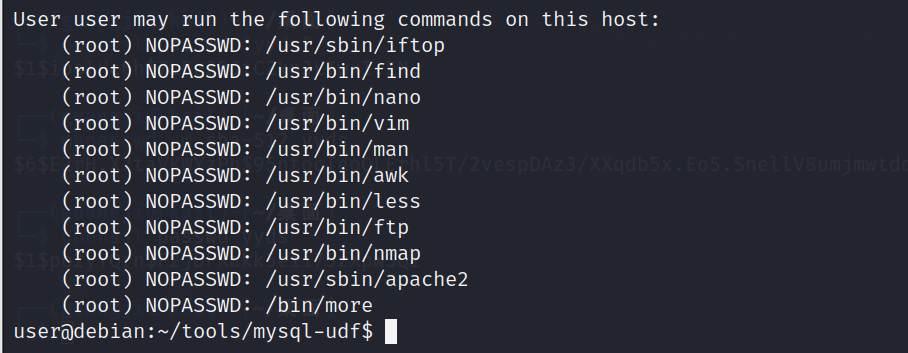 User user may run the following commands on this host:
    (root) NOPASSWD: /usr/sbin/iftop
    (root) NOPASSWD: /usr/bin/find
    (root) NOPASSWD: /usr/bin/nano
    (root) NOPASSWD: /usr/bin/vim
    (root) NOPASSWD: /usr/bin/man
    (root) NOPASSWD: /usr/bin/awk
    (root) NOPASSWD: /usr/bin/less
    (root) NOPASSWD: /usr/bin/ftp
    (root) NOPASSWD: /usr/bin/nmap
    (root) NOPASSWD: /usr/sbin/apache2
    (root) NOPASSWD: /bin/more
user@debian:~/tools/mysql-udf$